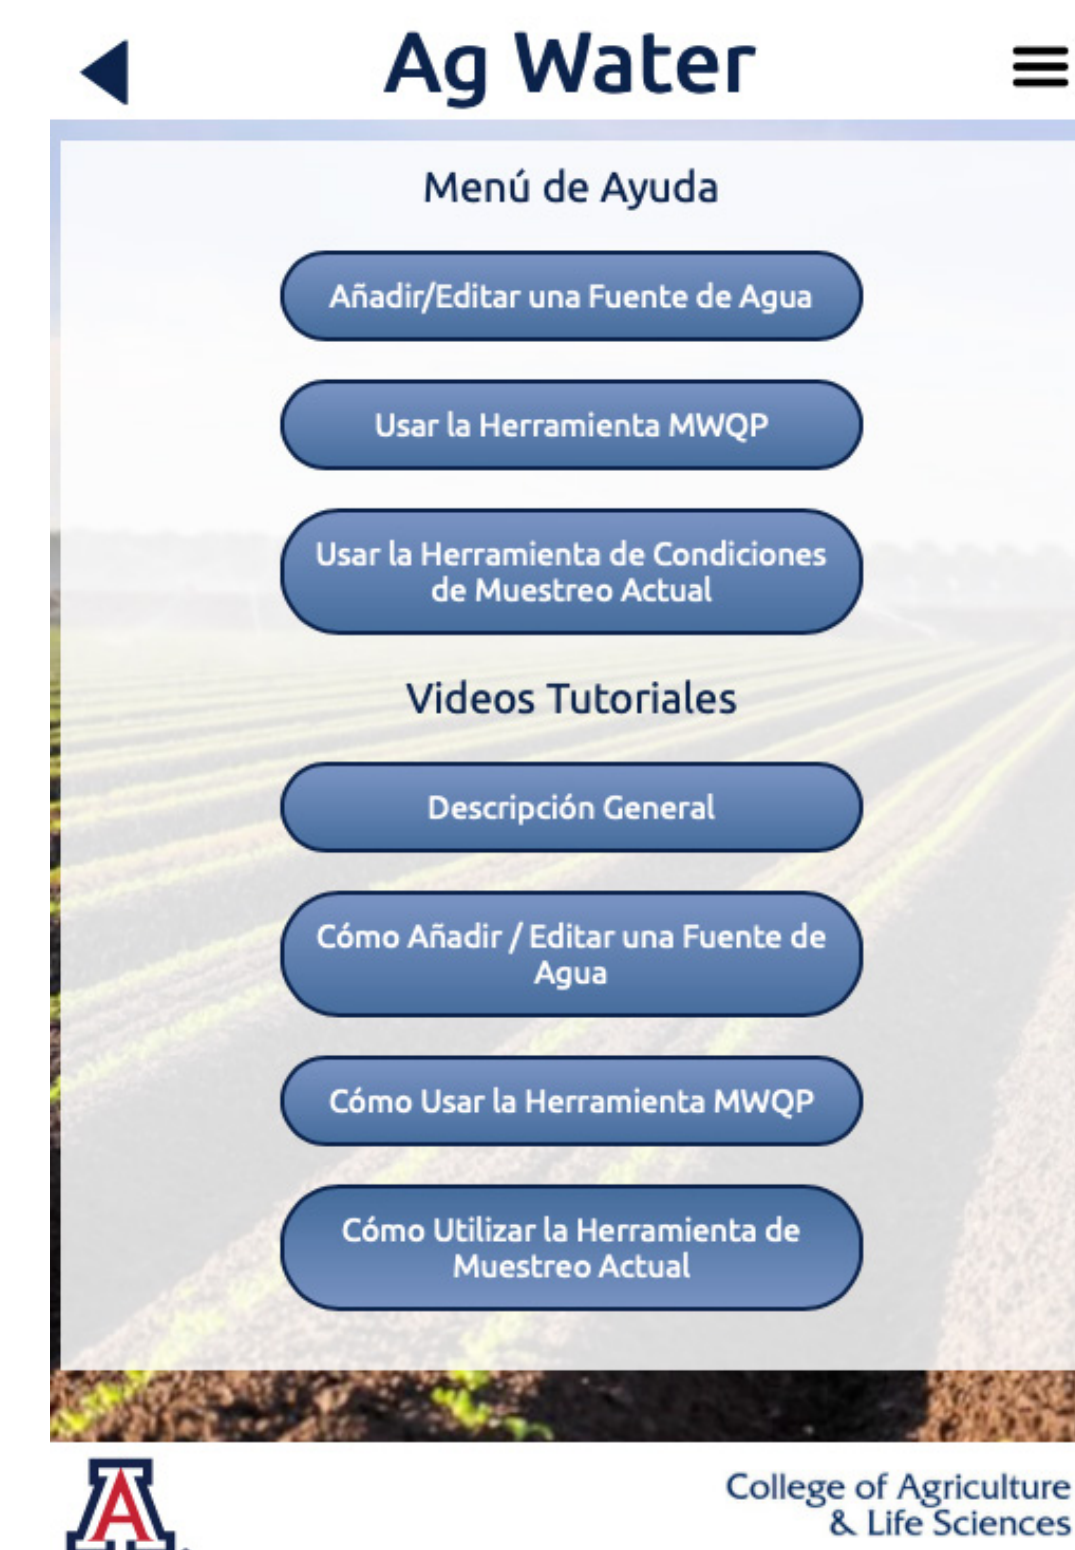 Ag Water
Menú de Ayuda
Añadir/Editar una Fuente de Agua
Usar la Herramienta MWQP
Usar la Herramienta de Condiciones
de Muestreo Actual
Videos Tutoriales
Descripción General
Cómo Añadir / Editar una Fuente de
Agua
Cómo Usar la Herramienta MWQP
Cómo Utilizar la Herramienta de
Muestreo Actual
A
College of Agriculture
& Life Sciences